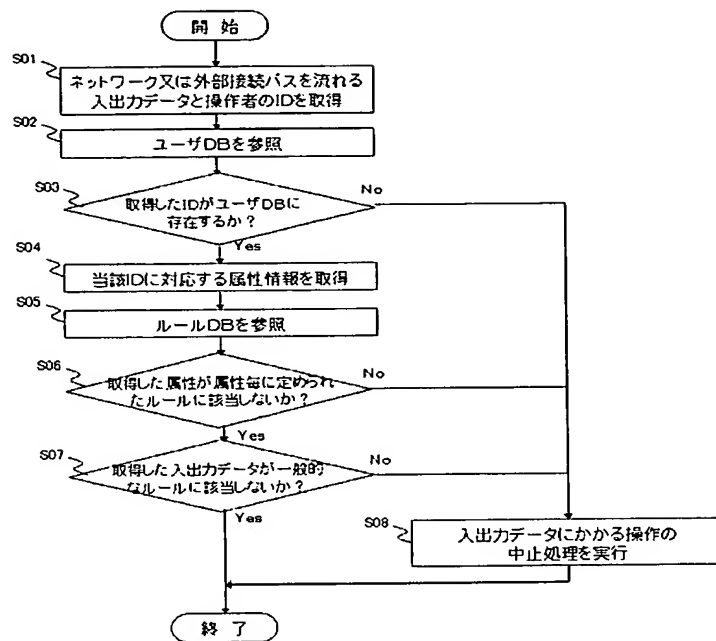 開 始
S01
ネットワーク又は外部接続バスを流れる
入出力データと操作者のIDを取得
S02
ユーザDBを参照
S03
取得したIDがユーザDBに
存在するか？
No
Yes
S04
当該IDに対応する属性情報を取得
S05
ルールDBを参照
S06
取得した属性が属性毎に定められ
たルールに該当しないか？
No
Yes
S07
取得した入出力データが一般的
なルールに該当しないか？
No
Yes
S08
入出力データにかかる操作の
中止処理を実行
終 了